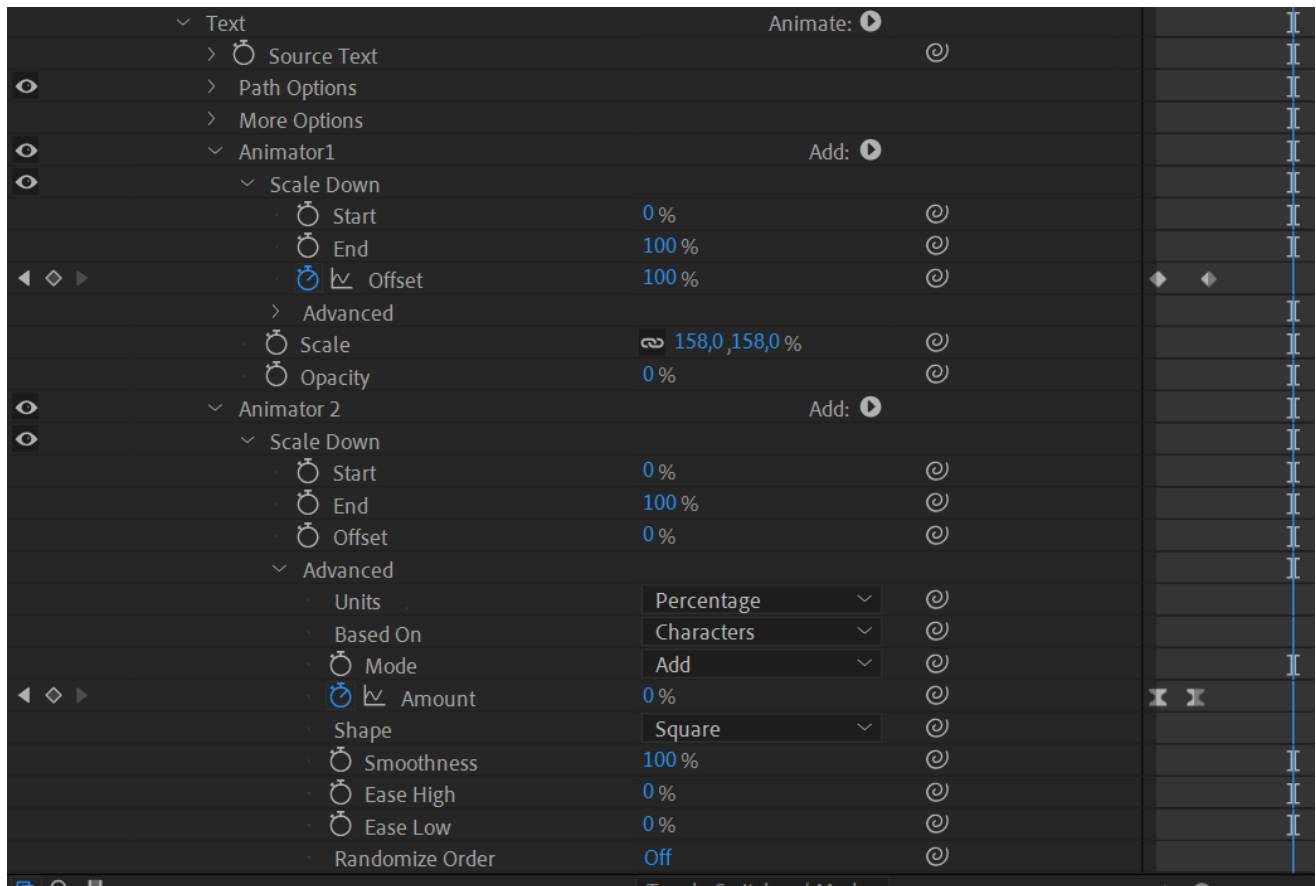 Text Animate:
Source Text
Path Options
More Options
Animator1 Add:
Scale Down
Start 0 %
End 100 %
Offset 100 %
Advanced
Scale 158,0 ,158,0 %
Opacity 0 %
Animator 2 Add:
Scale Down
Start 0 %
End 100 %
Offset 0 %
Advanced
Units Percentage
Based On Characters
Mode Add
Amount 0 %
Shape Square
Smoothness 100 %
Ease High 0 %
Ease Low 0 %
Randomize Order Off